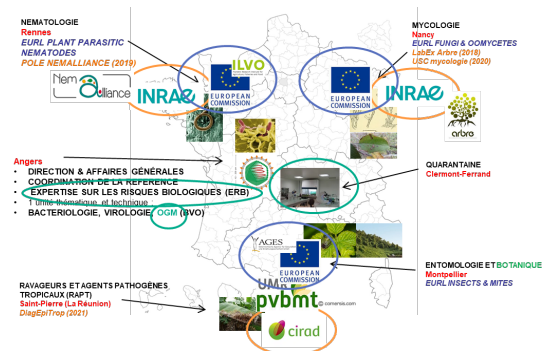 NEMATOLOGIE
Rennes
EURL PLANT PARASITIC
NEMATODES
POLE NEMALLIANCE (2019)
MYCOLOGIE
Nancy
EURL FUNGI & OOMYCETES
LabEx Arbre (2018)
USC mycologie (2020)
ILVO
EUROPEAN
COMMISSION
Nem Alliance
INRAE
EUROPEAN
COMMISSION
INRAE
arbre
Angers
• DIRECTION & AFFAIRES GÉNÉRALES
• COORDINATION DE LA REFERENCE
• EXPERTISE SUR LES RISQUES BIOLOGIQUES (ERB)
• 1 unité thématique et technique :
• BACTERIOLOGIE, VIROLOGIE, OGM (BVO)
QUARANTAINE
Clermont-Ferrand
AGES
EUROPEAN
COMMISSION
ENTOMOLOGIE ET BOTANIQUE
Montpellier
EURL INSECTS & MITES
RAVAGEURS ET AGENTS PATHOGÈNES
TROPICAUX (RAPT)
Saint-Pierre (La Réunion)
DiagEpiTrop (2021)
UMR
pvbmt
© comersis.com
cirad